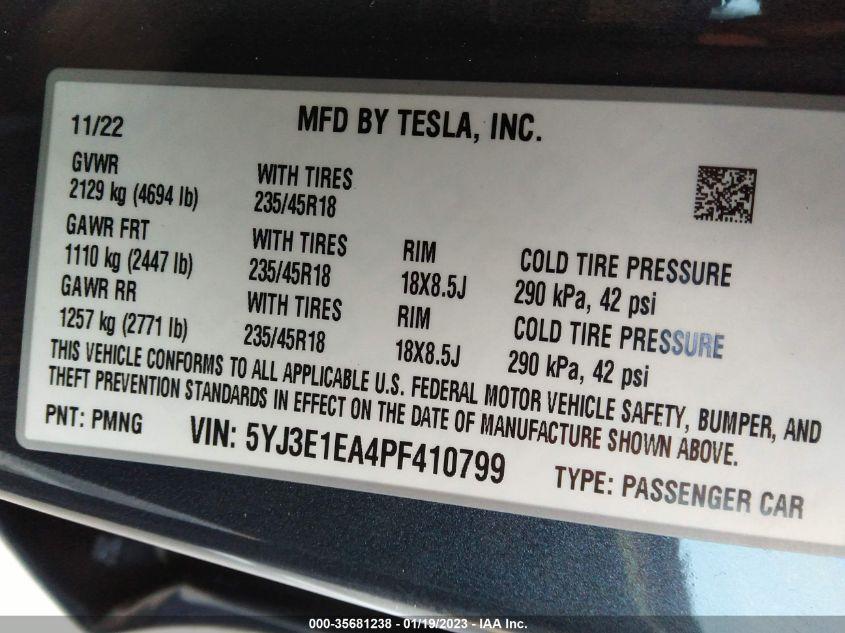 11/22 MFD BY TESLA, INC.
GVWR
2129 kg (4694 lb) WITH TIRES 235/45R18
GAWR FRT
1110 kg (2447 lb) WITH TIRES 235/45R18 RIM 18X8.5J COLD TIRE PRESSURE 290 kPa, 42 psi
GAWR RR
1257 kg (2771 lb) WITH TIRES 235/45R18 RIM 18X8.5J COLD TIRE PRESSURE 290 kPa, 42 psi
THIS VEHICLE CONFORMS TO ALL APPLICABLE U.S. FEDERAL MOTOR VEHICLE SAFETY, BUMPER, AND
THEFT PREVENTION STANDARDS IN EFFECT ON THE DATE OF MANUFACTURE SHOWN ABOVE.
PNT: PMNG VIN: 5YJ3E1EA4PF410799 TYPE: PASSENGER CAR
000-35681238 - 01/19/2023 - IAA Inc.